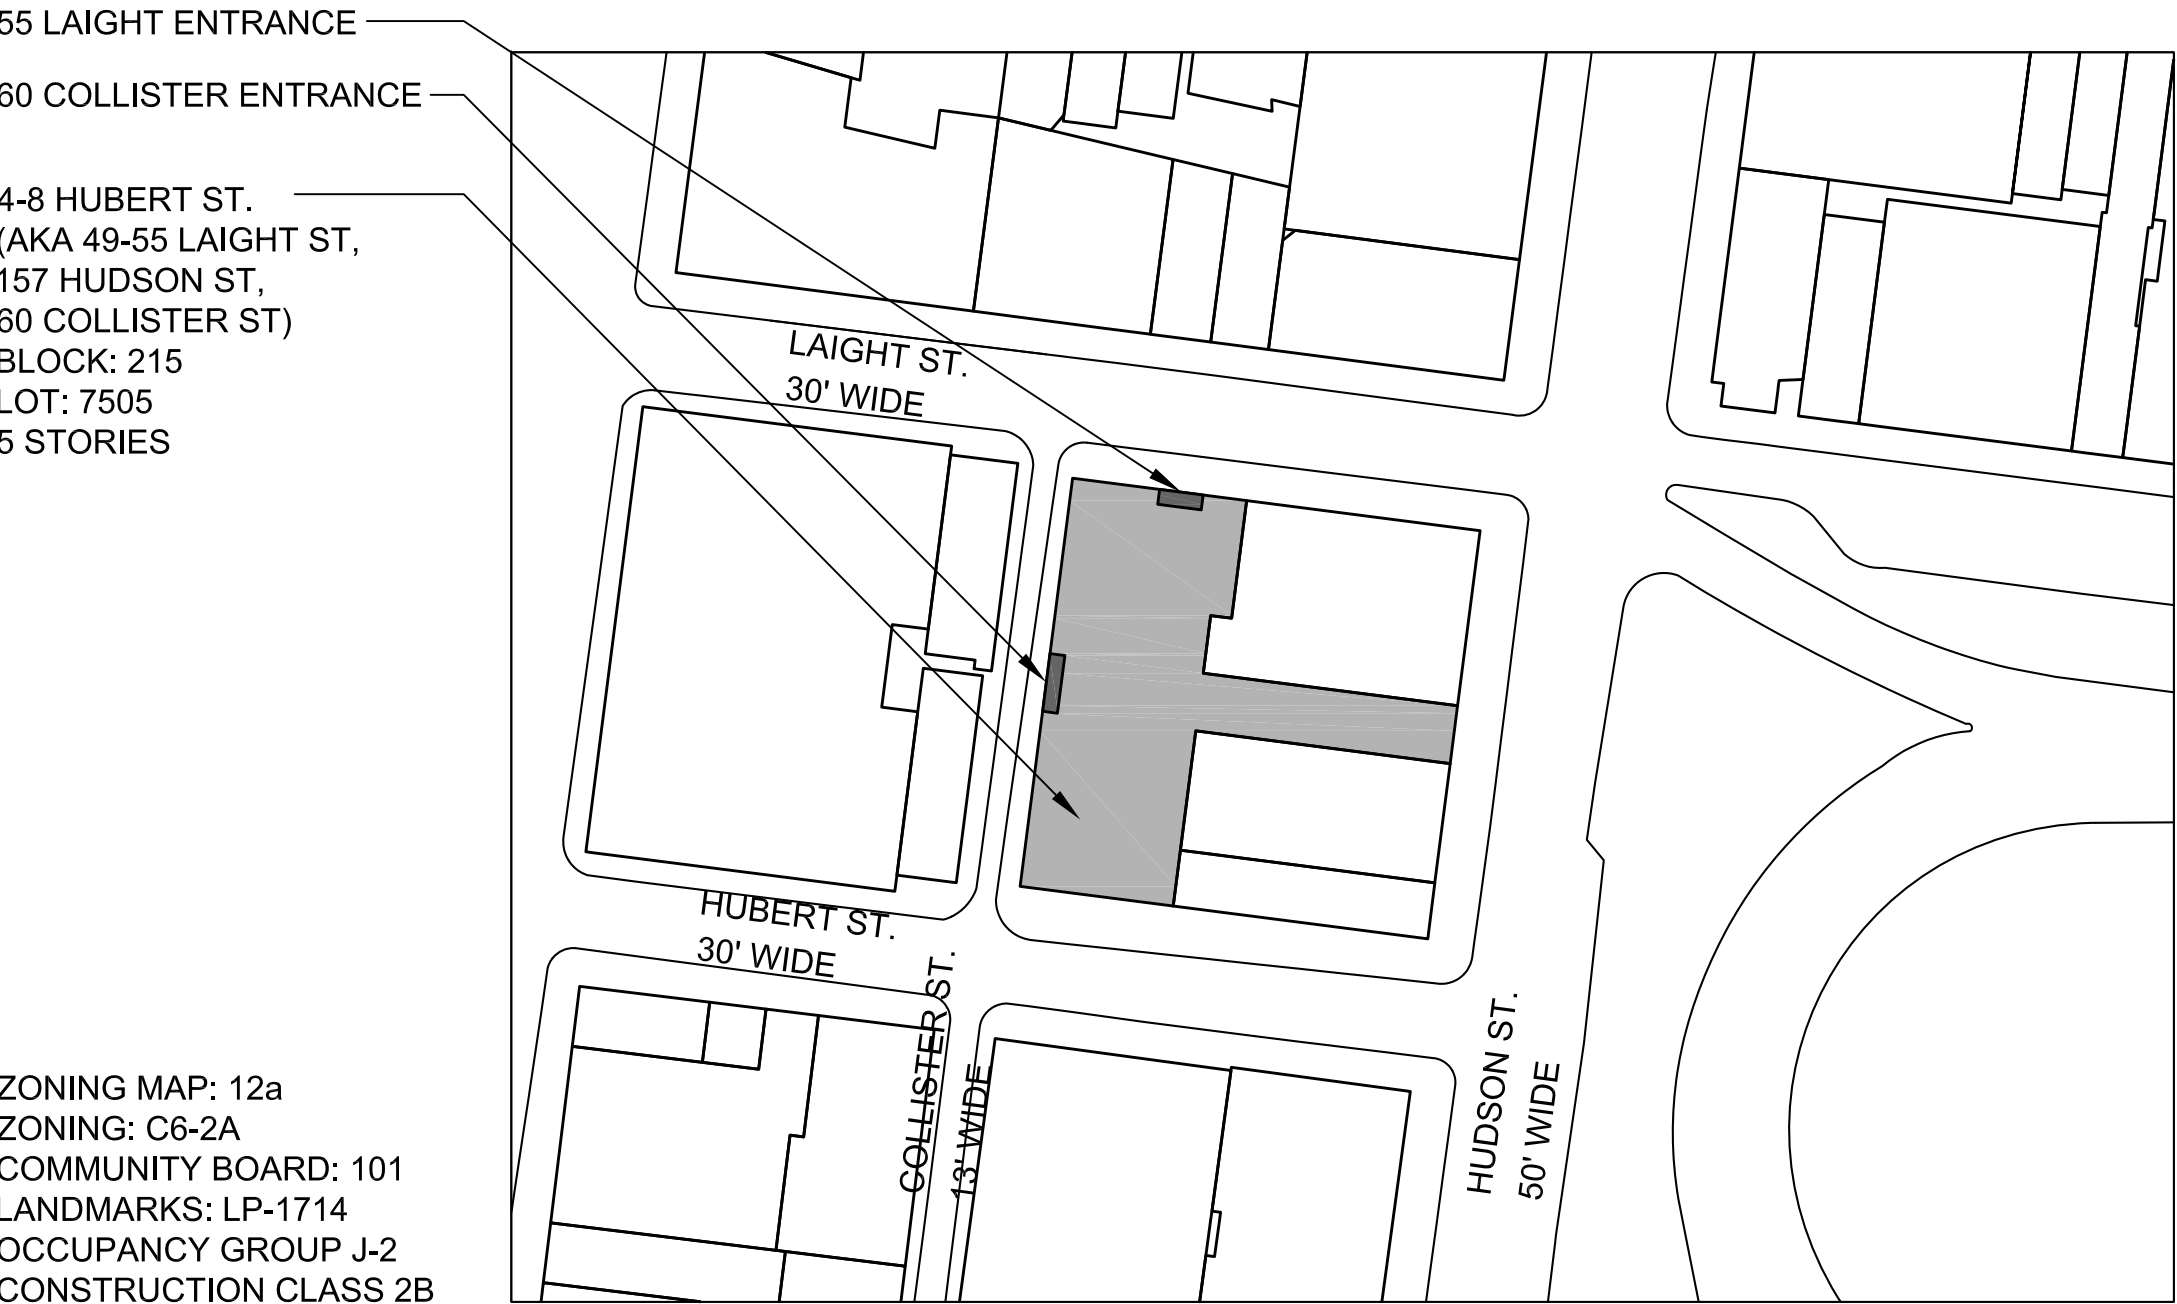 55 LAIGHT ENTRANCE
60 COLLISTER ENTRANCE
4-8 HUBERT ST.
(AKA 49-55 LAIGHT ST,
157 HUDSON ST,
60 COLLISTER ST)
BLOCK: 215
LOT: 7505
5 STORIES
LAIGHT ST.
30' WIDE
HUBERT ST.
30' WIDE
COLLISTER ST.
13' WIDE
HUDSON ST.
50' WIDE
ZONING MAP: 12a
ZONING: C6-2A
COMMUNITY BOARD: 101
LANDMARKS: LP-1714
OCCUPANCY GROUP J-2
CONSTRUCTION CLASS 2B